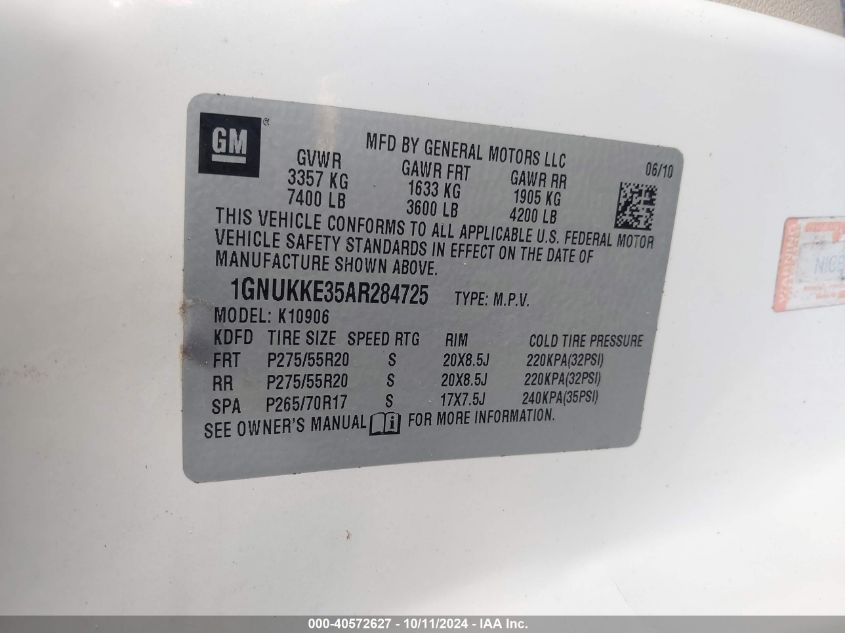 GM ®
MFD BY GENERAL MOTORS LLC 06/10
GVWR GAWR FRT GAWR RR
3357 KG 1633 KG 1905 KG
7400 LB 3600 LB 4200 LB
THIS VEHICLE CONFORMS TO ALL APPLICABLE U.S. FEDERAL MOTOR
VEHICLE SAFETY STANDARDS IN EFFECT ON THE DATE OF
MANUFACTURE SHOWN ABOVE.
1GNUKKE35AR284725 TYPE: M.P.V.
MODEL: K10906
KDFD TIRE SIZE SPEED RTG RIM COLD TIRE PRESSURE
FRT P275/55R20 S 20X8.5J 220KPA(32PSI)
RR P275/55R20 S 20X8.5J 220KPA(32PSI)
SPA P265/70R17 S 17X7.5J 240KPA(35PSI)
SEE OWNER'S MANUAL FOR MORE INFORMATION.
WARNING
000-40572627 - 10/11/2024 - IAA Inc.